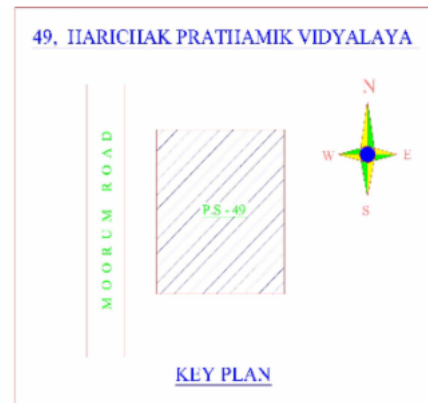 49, HARICHAK PRATHAMIK VIDYALAYA
N
W E
S
MOORUM ROAD
P.S - 49
KEY PLAN